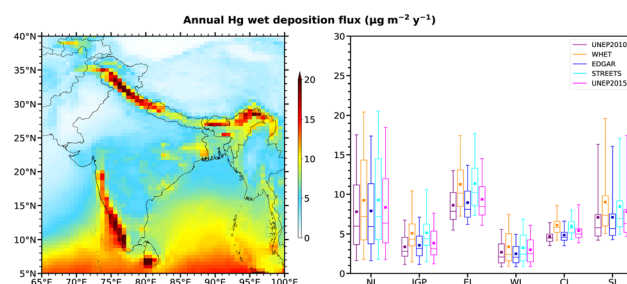 Annual Hg wet deposition flux (μg m⁻² y⁻¹)
40°N
35°N
30°N
25°N
20°N
15°N
10°N
5°N
65°E 70°E 75°E 80°E 85°E 90°E 95°E 100°E
20
15
10
5
0
30
25
20
15
10
5
0
UNEP2010
WHET
EDGAR
STREETS
UNEP2015
NI IGP EI WI CI SI